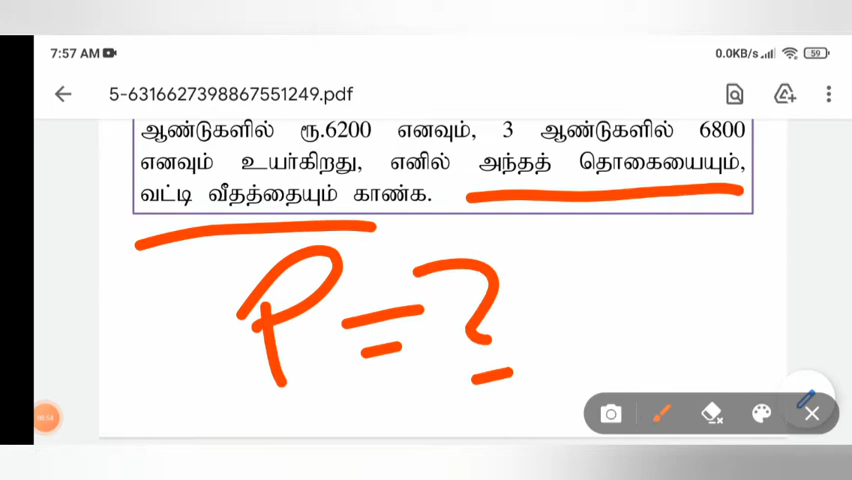 7:57 AM
0.0KB/s 59
5-6316627398867551249.pdf
ஆண்டுகளில் ரூ.6200 எனவும், 3 ஆண்டுகளில் 6800
எனவும் உயர்கிறது, எனில் அந்தத் தொகையையும்,
வட்டி வீதத்தையும் காண்க.
P = ?